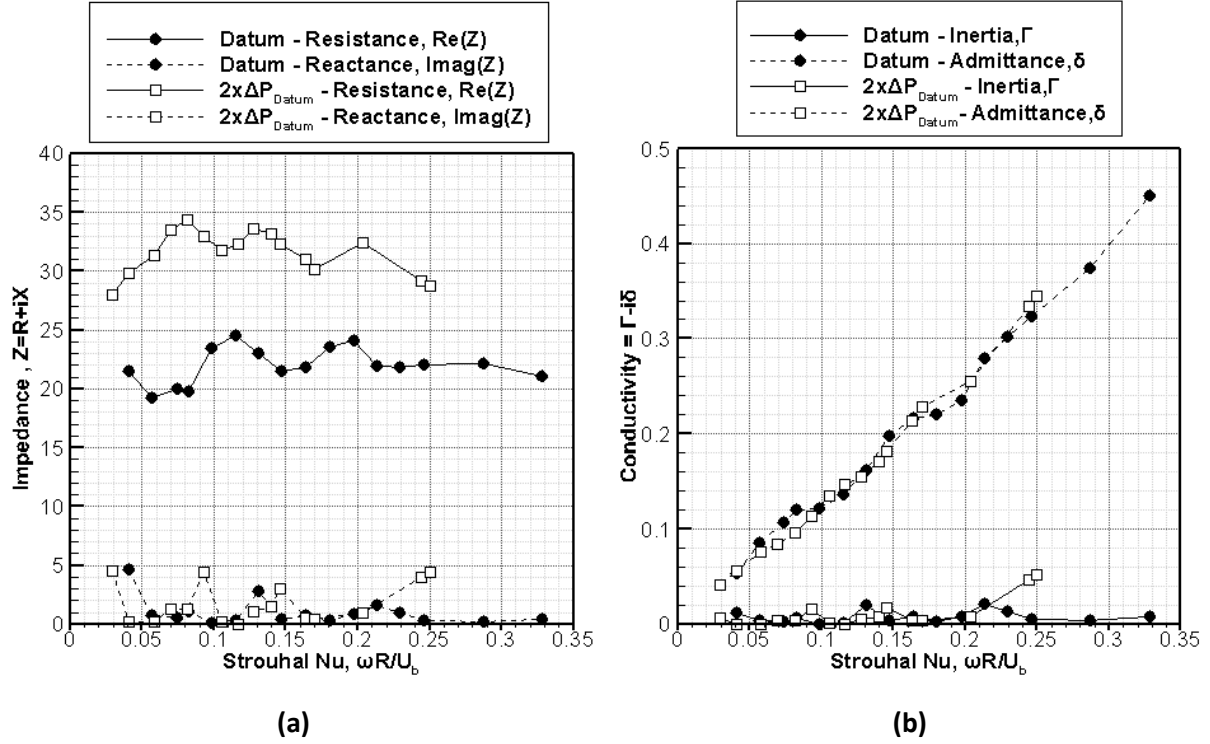 Datum - Resistance, Re(Z)
Datum - Reactance, Imag(Z)
2xΔP_Datum - Resistance, Re(Z)
2xΔP_Datum - Reactance, Imag(Z)
40
35
30
25
20
15
10
5
0
Impedance , Z=R+iX
0 0.05 0.1 0.15 0.2 0.25 0.3 0.35
Strouhal Nu, ωR/U_b
(a)
Datum - Inertia,Γ
Datum - Admittance,δ
2xΔP_Datum - Inertia,Γ
2xΔP_Datum - Admittance,δ
0.5
0.4
0.3
0.2
0.1
0
Conductivity = Γ-iδ
0 0.05 0.1 0.15 0.2 0.25 0.3 0.35
Strouhal Nu, ωR/U_b
(b)